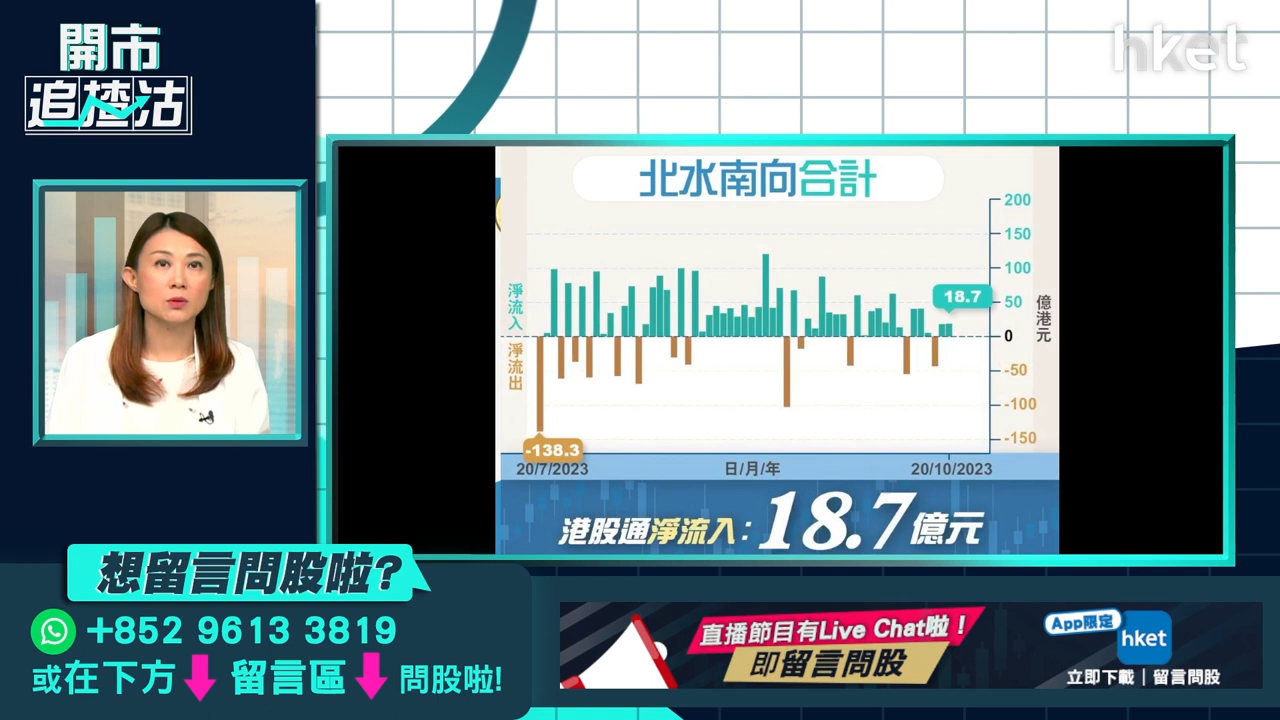 開市
追揸沽
hket
北水南向合計
200
150
100
50
0
-50
-100
-150
億港元
淨流入
淨流出
18.7
-138.3
20/7/2023
日/月/年
20/10/2023
港股通淨流入：18.7億元
想留言問股啦？
+852 9613 3819
或在下方 留言區 問股啦!
直播節目有Live Chat啦！
即留言問股
App限定
hket
立即下載｜留言問股